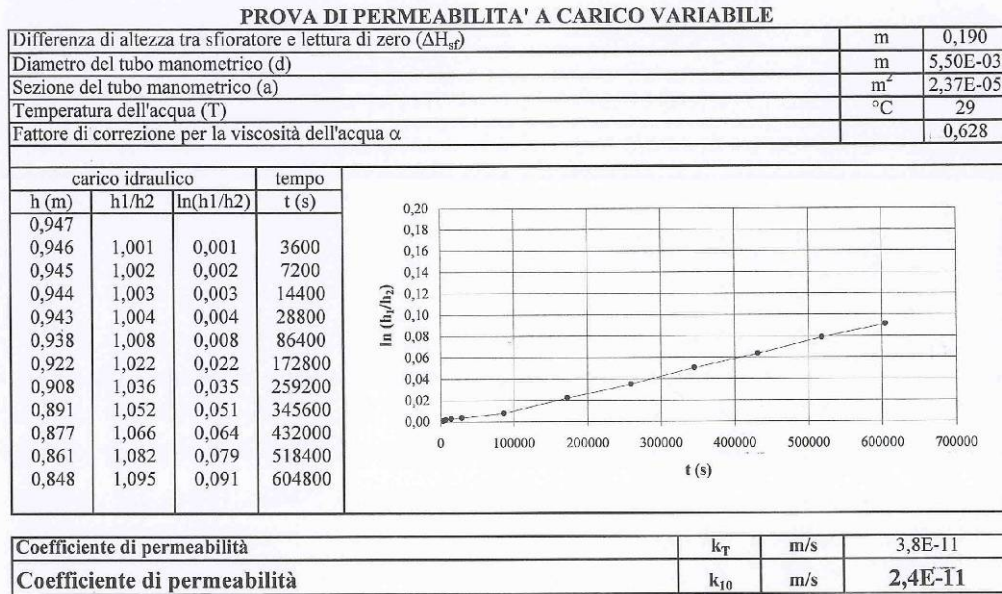 PROVA DI PERMEABILITA' A CARICO VARIABILE
Differenza di altezza tra sfioratore e lettura di zero (ΔHsf) m 0,190
Diametro del tubo manometrico (d) m 5,50E-03
Sezione del tubo manometrico (a) m² 2,37E-05
Temperatura dell'acqua (T) °C 29
Fattore di correzione per la viscosità dell'acqua α 0,628
carico idraulico tempo
h (m) h1/h2 ln(h1/h2) t (s)
0,947
0,946 1,001 0,001 3600
0,945 1,002 0,002 7200
0,944 1,003 0,003 14400
0,943 1,004 0,004 28800
0,938 1,008 0,008 86400
0,922 1,022 0,022 172800
0,908 1,036 0,035 259200
0,891 1,052 0,051 345600
0,877 1,066 0,064 432000
0,861 1,082 0,079 518400
0,848 1,095 0,091 604800
ln (h₁/h₂)
0,20
0,18
0,16
0,14
0,12
0,10
0,08
0,06
0,04
0,02
0,00
0 100000 200000 300000 400000 500000 600000 700000
t (s)
Coefficiente di permeabilità kT m/s 3,8E-11
Coefficiente di permeabilità k₁₀ m/s 2,4E-11